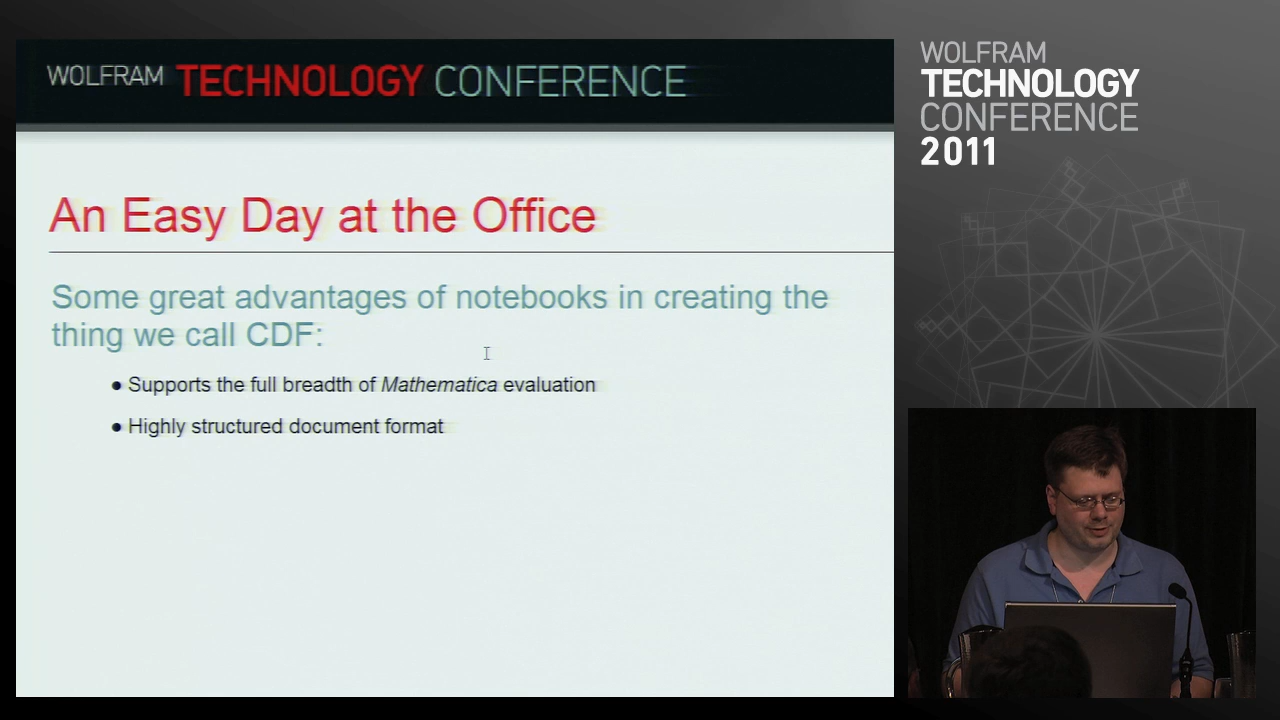 WOLFRAM TECHNOLOGY CONFERENCE
An Easy Day at the Office
Some great advantages of notebooks in creating the
thing we call CDF:
● Supports the full breadth of Mathematica evaluation
● Highly structured document format
WOLFRAM
TECHNOLOGY
CONFERENCE
2011